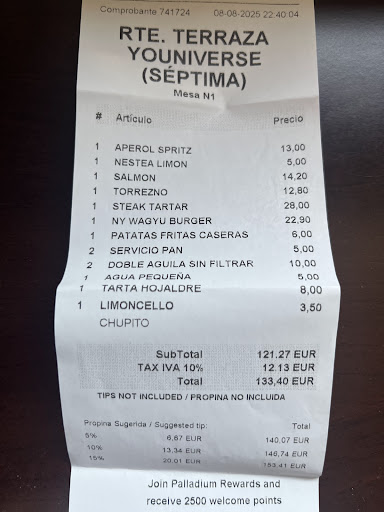 Comprobante 741724 08-08-2025 22:40:04
RTE. TERRAZA
YOUNIVERSE
(SÉPTIMA)
Mesa N1
# Artículo Precio
1 APEROL SPRITZ 13,00
1 NESTEA LIMON 5,00
1 SALMON 14,20
1 TORREZNO 12,80
1 STEAK TARTAR 28,00
1 NY WAGYU BURGER 22,90
1 PATATAS FRITAS CASERAS 6,00
2 SERVICIO PAN 5,00
2 DOBLE AGUILA SIN FILTRAR 10,00
1 AGUA PEQUEÑA 5,00
1 TARTA HOJALDRE 8,00
1 LIMONCELLO 3,50
CHUPITO
SubTotal 121.27 EUR
TAX IVA 10% 12.13 EUR
Total 133,40 EUR
TIPS NOT INCLUDED / PROPINA NO INCLUIDA
Propina Sugerida / Suggested tip: Total
5% 6,67 EUR 140,07 EUR
10% 13,34 EUR 146,74 EUR
15% 20,01 EUR 153,41 EUR
Join Palladium Rewards and
receive 2500 welcome points